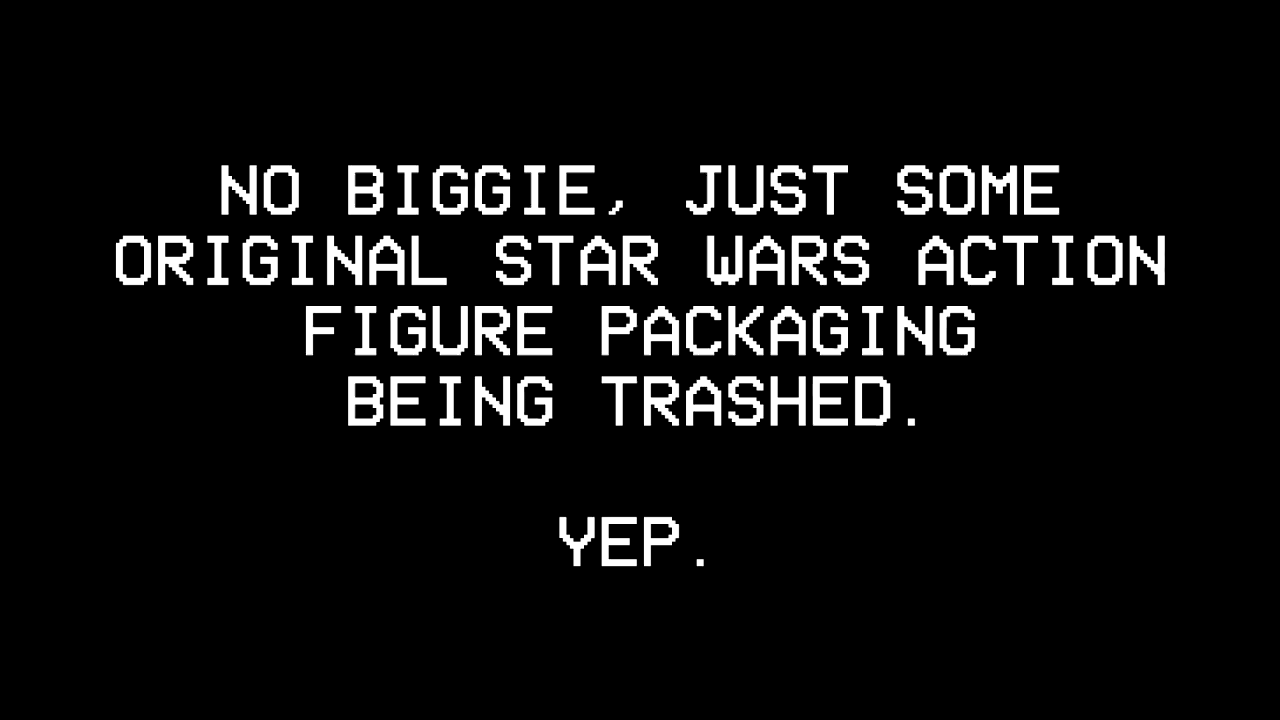 NO BIGGIE, JUST SOME
ORIGINAL STAR WARS ACTION
FIGURE PACKAGING
BEING TRASHED.
YEP.